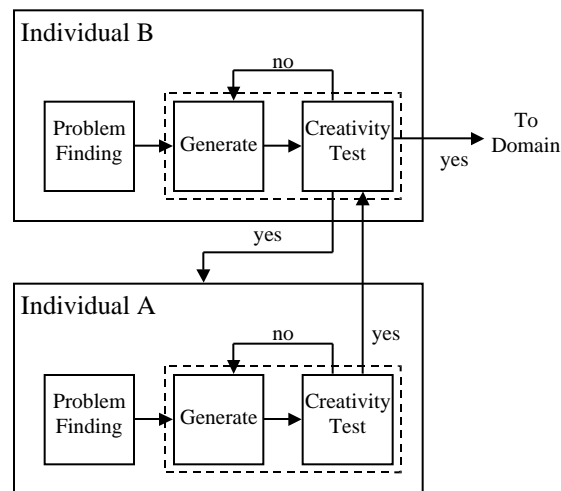 Individual B
no
Problem
Finding
Generate
Creativity
Test
To
Domain
yes
yes
Individual A
yes
no
Problem
Finding
Generate
Creativity
Test